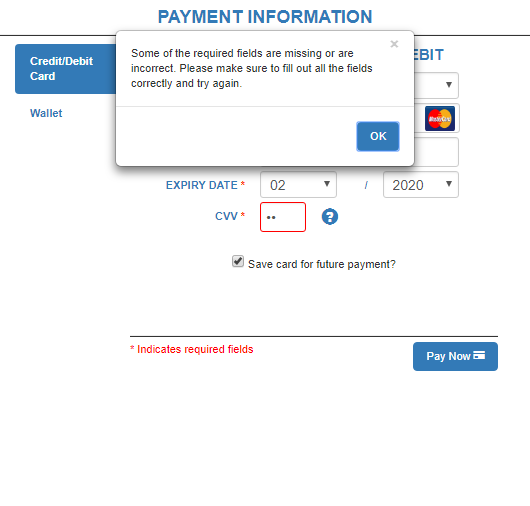 PAYMENT INFORMATION
×
Some of the required fields are missing or are
incorrect. Please make sure to fill out all the fields
correctly and try again.
OK
EBIT
Credit/Debit
Card
Wallet
MasterCard
EXPIRY DATE * 02 / 2020
CVV * ••
?
Save card for future payment?
* Indicates required fields
Pay Now